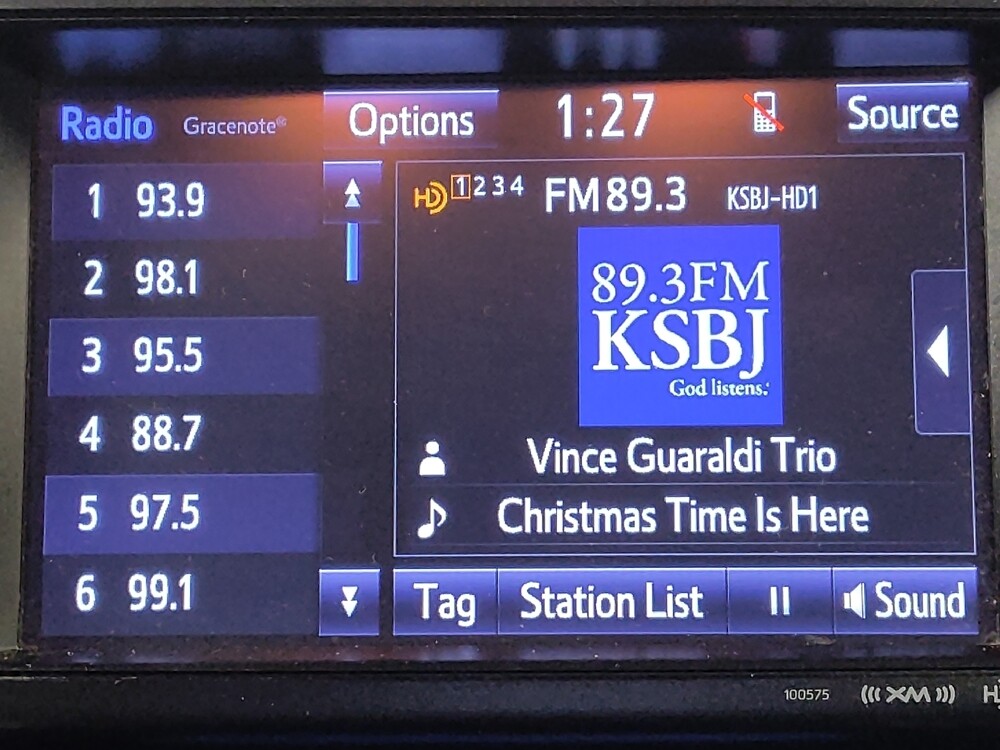 Radio Gracenote® Options 1:27 Source
1 93.9
2 98.1
3 95.5
4 88.7
5 97.5
6 99.1
HD 1 2 3 4 FM 89.3 KSBJ-HD1
89.3FM
KSBJ
God listens.
Vince Guaraldi Trio
Christmas Time Is Here
Tag Station List Sound
100575 XM